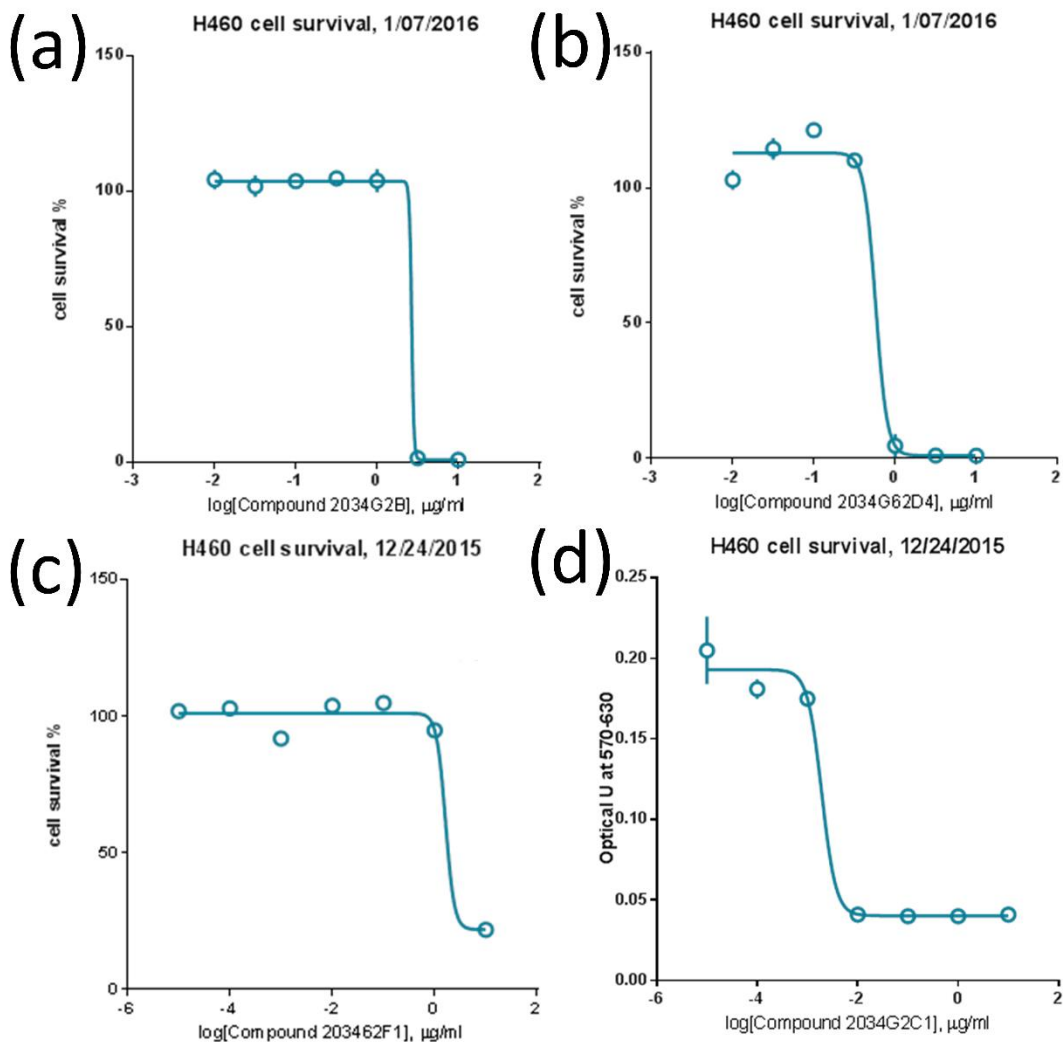 (a)
H460 cell survival, 1/07/2016
150
100
50
0
cell survival %
-3 -2 -1 0 1 2
log[Compound 2034G2B], µg/ml
(b)
H460 cell survival, 1/07/2016
150
100
50
0
cell survival %
-3 -2 -1 0 1 2
log[Compound 2034G62D4], µg/ml
(c)
H460 cell survival, 12/24/2015
150
100
50
0
cell survival %
-6 -4 -2 0 2
log[Compound 203462F1], µg/ml
(d)
H460 cell survival, 12/24/2015
0.25
0.20
0.15
0.10
0.05
0.00
Optical U at 570-630
-6 -4 -2 0 2
log[Compound 2034G2C1], µg/ml